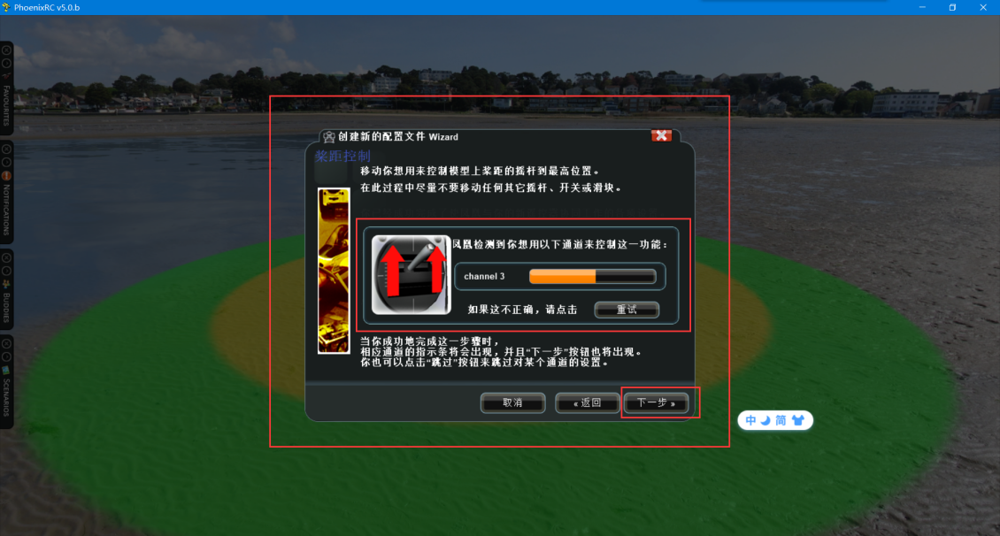 PhoenixRC v5.0.b
FAVOURITES
NOTIFICATIONS
BUDDIES
SCENARIOS
创建新的配置文件 Wizard
桨距控制
移动你想用来控制模型上桨距的摇杆到最高位置。
在此过程中尽量不要移动任何其它摇杆、开关或滑块。
凤凰检测到你想用以下通道来控制这一功能：
channel 3
如果这不正确，请点击
重试
当你成功地完成这一步骤时，
相应通道的指示条将会出现，并且“下一步”按钮也将出现。
你也可以点击“跳过”按钮来跳过对某个通道的设置。
取消
« 返回
下一步 »
中 简